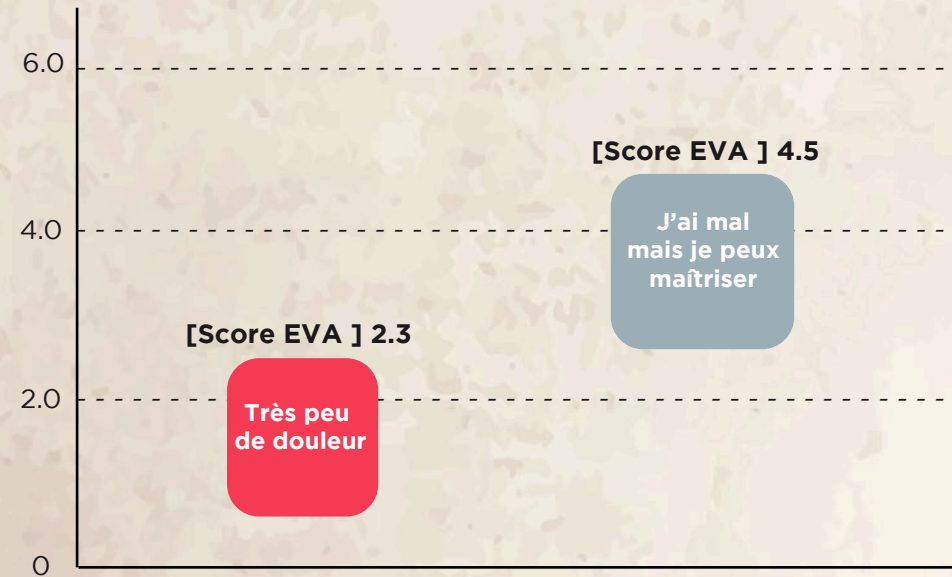 6.0
[Score EVA ] 4.5
J'ai mal
mais je peux
maîtriser
4.0
[Score EVA ] 2.3
2.0
Très peu
de douleur
0